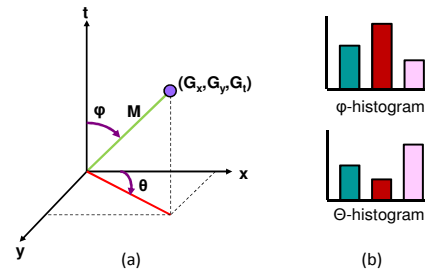 t
(Gx,Gy,Gt)
M
φ
θ
x
y
(a)
φ-histogram
Θ-histogram
(b)